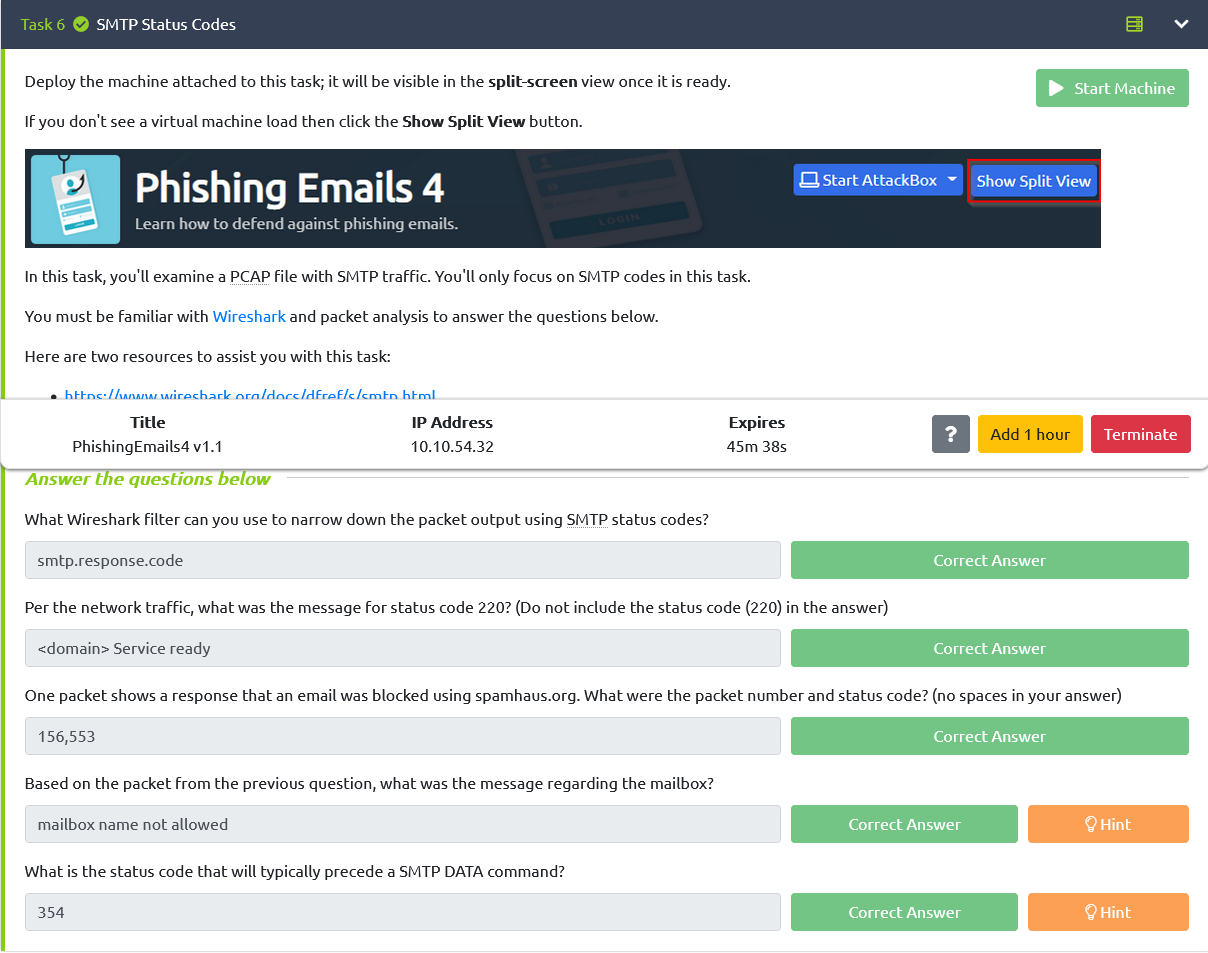 Task 6 SMTP Status Codes
Deploy the machine attached to this task; it will be visible in the split-screen view once it is ready.
Start Machine
If you don't see a virtual machine load then click the Show Split View button.
Phishing Emails 4
Learn how to defend against phishing emails.
LOGIN
Start AttackBox
Show Split View
In this task, you'll examine a PCAP file with SMTP traffic. You'll only focus on SMTP codes in this task.
You must be familiar with Wireshark and packet analysis to answer the questions below.
Here are two resources to assist you with this task:
https://www.wireshark.org/docs/dfref/s/smtp.html
Title IP Address Expires
PhishingEmails4 v1.1 10.10.54.32 45m 38s
? Add 1 hour Terminate
Answer the questions below
What Wireshark filter can you use to narrow down the packet output using SMTP status codes?
smtp.response.code Correct Answer
Per the network traffic, what was the message for status code 220? (Do not include the status code (220) in the answer)
<domain> Service ready Correct Answer
One packet shows a response that an email was blocked using spamhaus.org. What were the packet number and status code? (no spaces in your answer)
156,553 Correct Answer
Based on the packet from the previous question, what was the message regarding the mailbox?
mailbox name not allowed Correct Answer Hint
What is the status code that will typically precede a SMTP DATA command?
354 Correct Answer Hint